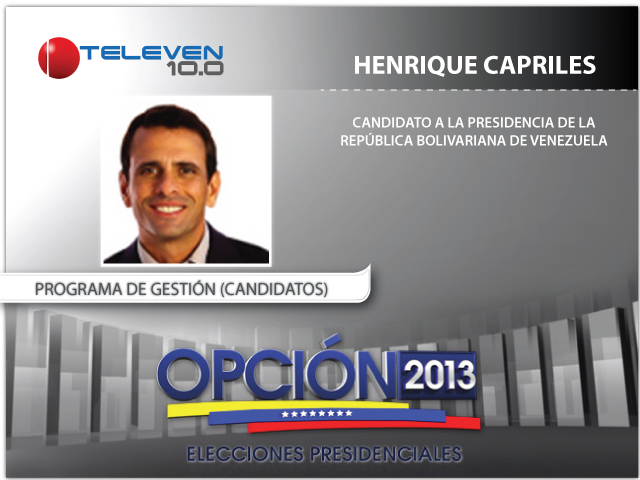 TELEVEN
10.0
HENRIQUE CAPRILES
CANDIDATO A LA PRESIDENCIA DE LA
REPÚBLICA BOLIVARIANA DE VENEZUELA
PROGRAMA DE GESTIÓN (CANDIDATOS)
OPCIÓN 2013
ELECCIONES PRESIDENCIALES